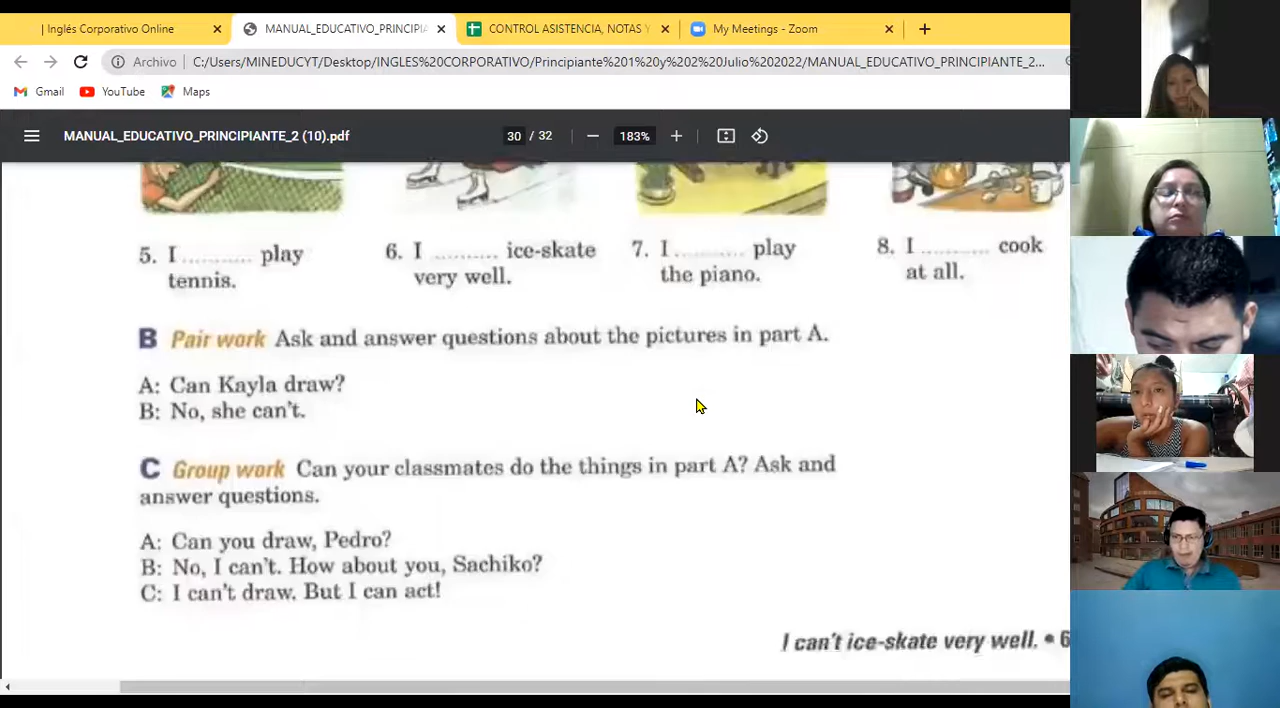 | Inglés Corporativo Online
MANUAL_EDUCATIVO_PRINCIPIA
CONTROL ASISTENCIA, NOTAS Y
My Meetings - Zoom
Archivo | C:/Users/MINEDUCYT/Desktop/INGLES%20CORPORATIVO/Principiante%201%20y%202%20Julio%202022/MANUAL_EDUCATIVO_PRINCIPIANTE_2...
Gmail
YouTube
Maps
MANUAL_EDUCATIVO_PRINCIPIANTE_2 (10).pdf
30 / 32
183%
5. I .......... play
tennis.
6. I .......... ice-skate
very well.
7. I .......... play
the piano.
8. I .......... cook
at all.
B Pair work Ask and answer questions about the pictures in part A.
A: Can Kayla draw?
B: No, she can't.
C Group work Can your classmates do the things in part A? Ask and
answer questions.
A: Can you draw, Pedro?
B: No, I can't. How about you, Sachiko?
C: I can't draw. But I can act!
I can't ice-skate very well. • 6